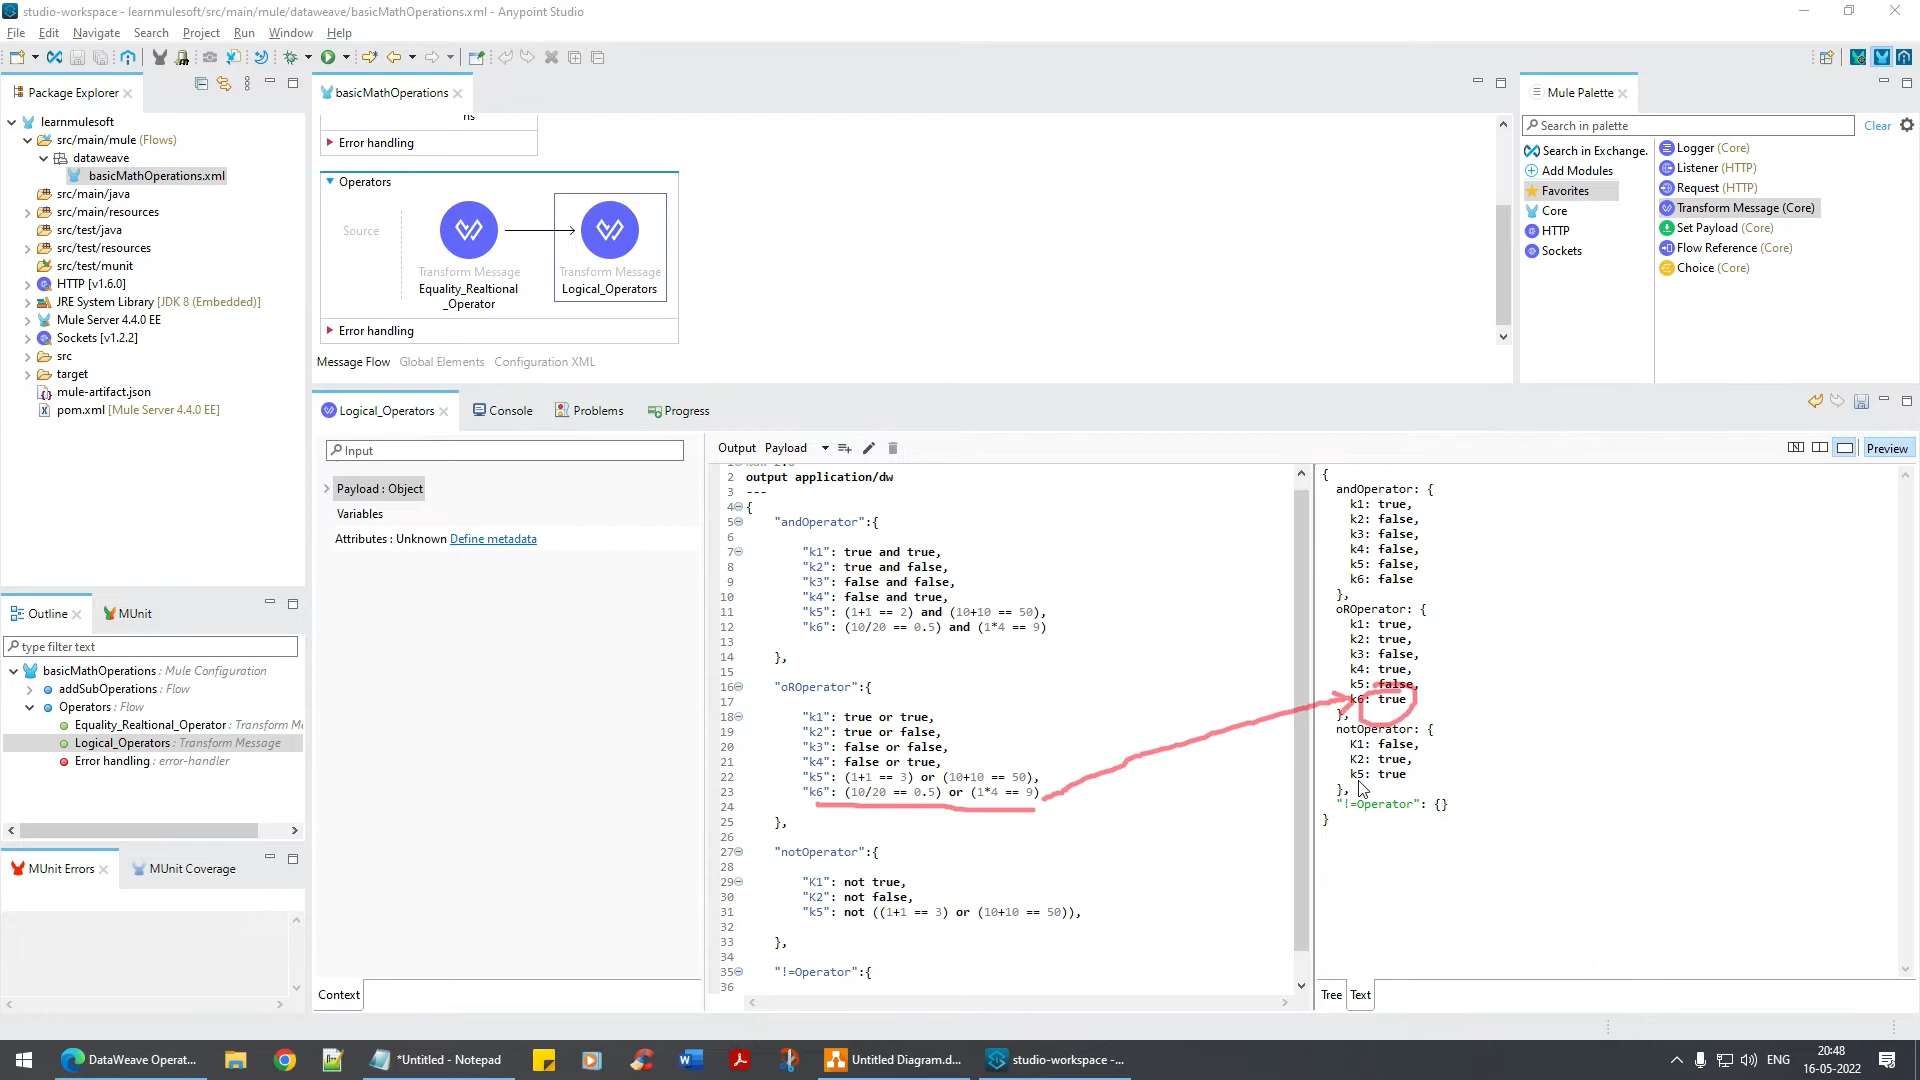 studio-workspace - learnmulesoft/src/main/mule/dataweave/basicMathOperations.xml - Anypoint Studio
File Edit Navigate Search Project Run Window Help
Package Explorer
learnmulesoft
src/main/mule (Flows)
dataweave
basicMathOperations.xml
src/main/java
src/main/resources
src/test/java
src/test/resources
src/test/munit
HTTP [v1.6.0]
JRE System Library [JDK 8 (Embedded)]
Mule Server 4.4.0 EE
Sockets [v1.2.2]
src
target
mule-artifact.json
pom.xml [Mule Server 4.4.0 EE]
Outline MUnit
type filter text
basicMathOperations : Mule Configuration
addSubOperations : Flow
Operators : Flow
Equality_Realtional_Operator : Transform M
Logical_Operators : Transform Message
Error handling : error-handler
MUnit Errors MUnit Coverage
basicMathOperations
ns
Error handling
Operators
Source
Transform Message
Equality_Realtional
_Operator
Transform Message
Logical_Operators
Error handling
Message Flow Global Elements Configuration XML
Mule Palette
Search in palette Clear
Search in Exchange.
Add Modules
Favorites
Core
HTTP
Sockets
Logger (Core)
Listener (HTTP)
Request (HTTP)
Transform Message (Core)
Set Payload (Core)
Flow Reference (Core)
Choice (Core)
Logical_Operators Console Problems Progress
Input
Payload : Object
Variables
Attributes : Unknown Define metadata
Context
Output Payload Preview
2 output application/dw
3 ---
4 {
5 "andOperator":{
6
7 "k1": true and true,
8 "k2": true and false,
9 "k3": false and false,
10 "k4": false and true,
11 "k5": (1+1 == 2) and (10+10 == 50),
12 "k6": (10/20 == 0.5) and (1*4 == 9)
13
14 },
15
16 "oROperator":{
17
18 "k1": true or true,
19 "k2": true or false,
20 "k3": false or false,
21 "k4": false or true,
22 "k5": (1+1 == 3) or (10+10 == 50),
23 "k6": (10/20 == 0.5) or (1*4 == 9)
24
25 },
26
27 "notOperator":{
28
29 "K1": not true,
30 "K2": not false,
31 "k5": not ((1+1 == 3) or (10+10 == 50)),
32
33 },
34
35 "!=Operator":{
36
{
andOperator: {
k1: true,
k2: false,
k3: false,
k4: false,
k5: false,
k6: false
},
oROperator: {
k1: true,
k2: true,
k3: false,
k4: true,
k5: false,
k6: true
},
notOperator: {
K1: false,
K2: true,
k5: true
},
"!=Operator": {}
}
Tree Text
DataWeave Operat... *Untitled - Notepad Untitled Diagram.d... studio-workspace -... ENG
20:48
16-05-2022